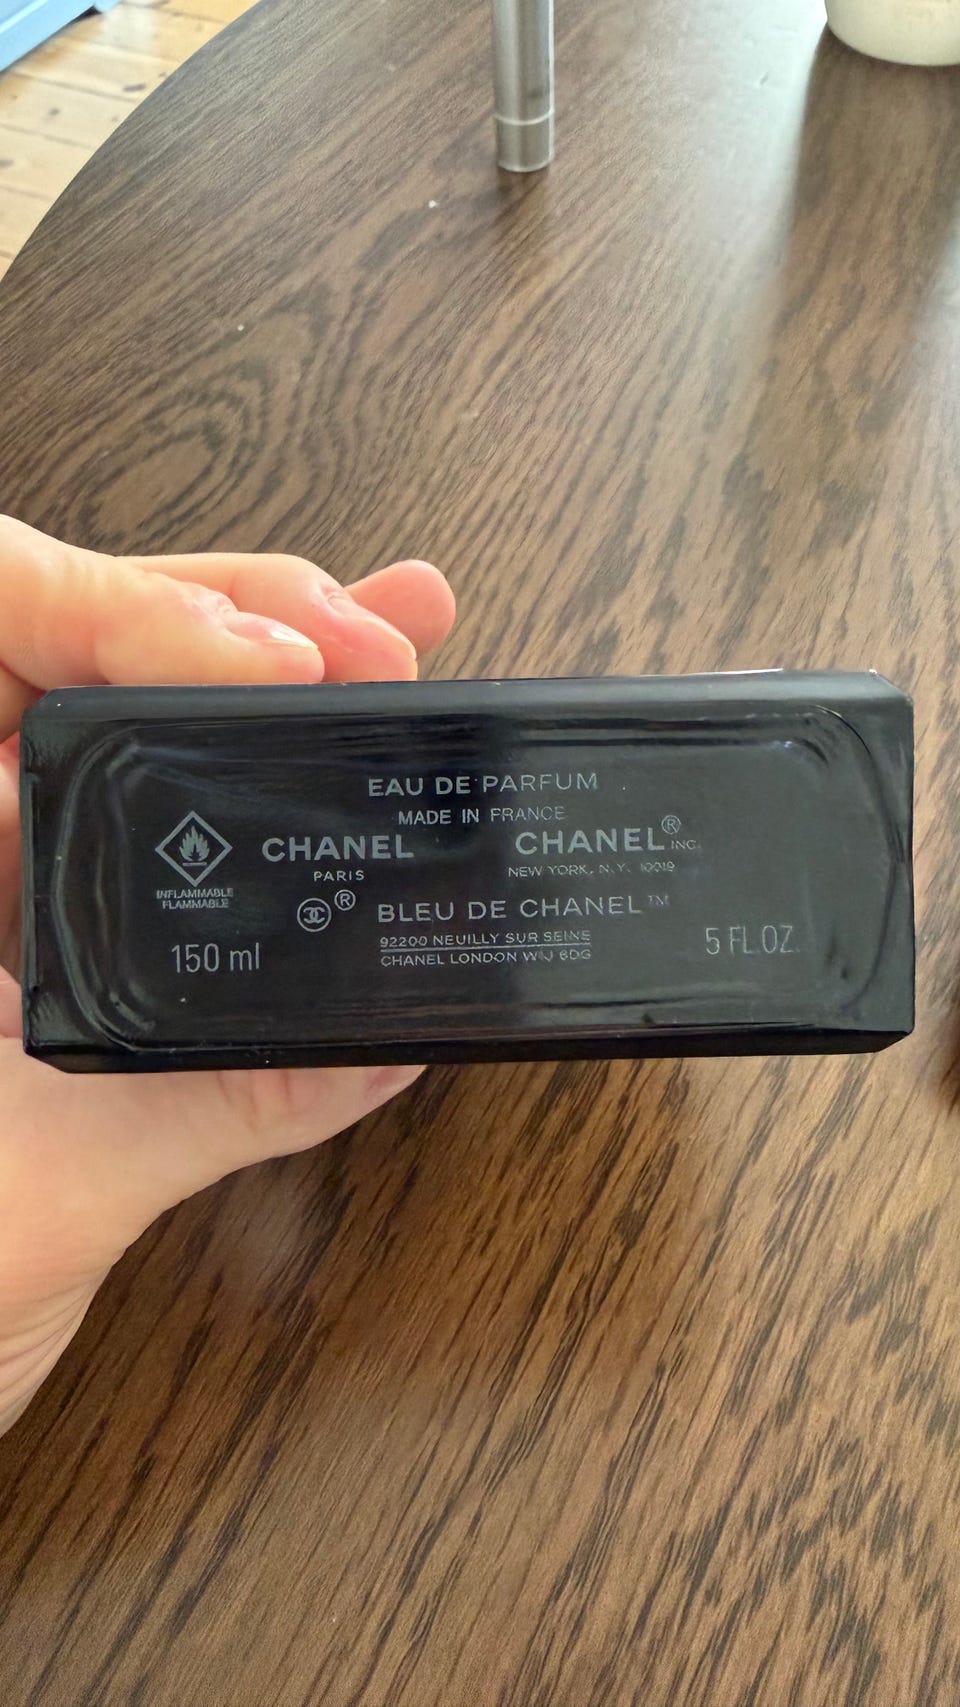 EAU DE PARFUM
MADE IN FRANCE
CHANEL
PARIS
CHANEL® INC.
NEW YORK, N.Y. 10019
INFLAMMABLE
FLAMMABLE
®
BLEU DE CHANEL™
92200 NEUILLY SUR SEINE
CHANEL LONDON W1J 6DG
150 ml
5 FL.OZ.